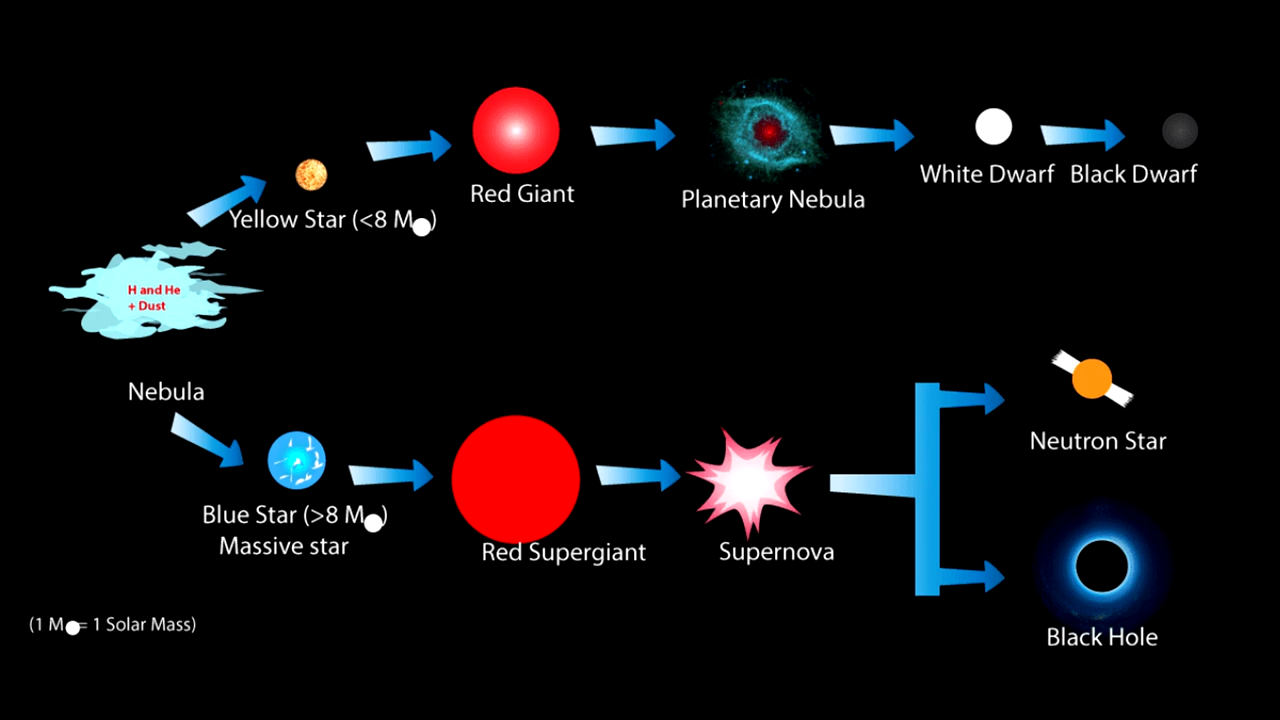 Red Giant
Planetary Nebula
White Dwarf
Black Dwarf
Yellow Star (<8 M )
H and He
+ Dust
Nebula
Blue Star (>8 M )
Massive star
Red Supergiant
Supernova
Neutron Star
Black Hole
(1 M = 1 Solar Mass)